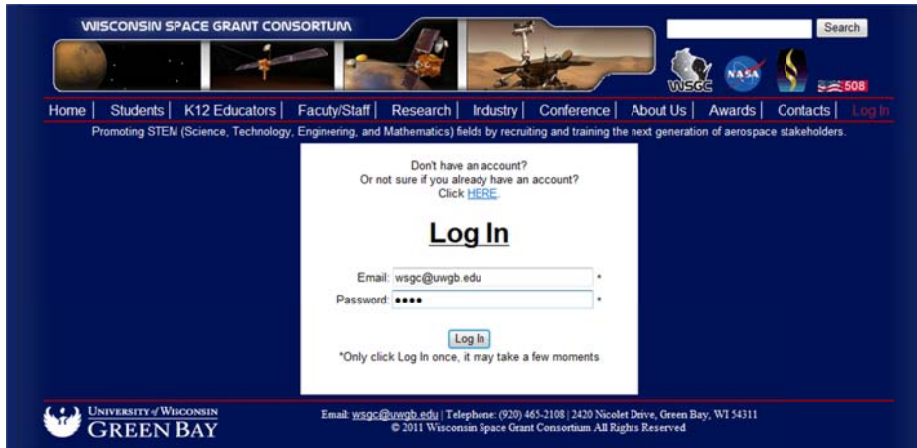 WISCONSIN SPACE GRANT CONSORTIUM
Search
WSGC
NASA
508
Home | Students | K12 Educators | Facuty/Staff | Research | Industry | Conference | About Us | Awards | Contacts | Log In
Promoting STEM (Science, Technology, Engineering, and Mathematics) fields by recruiting and training the next generation of aerospace stakeholders.
Don't have an account?
Or not sure if you already have an account?
Click HERE.
Log In
Email: wsgc@uwgb.edu *
Password: •••• *
Log In
*Only click Log In once, it may take a few moments
UNIVERSITY of WISCONSIN
GREEN BAY
Email: wsgc@uwgb.edu | Telephone: (920) 465-2108 | 2420 Nicolet Drive, Green Bay, WI 54311
© 2011 Wisconsin Space Grant Consortium All Rights Reserved